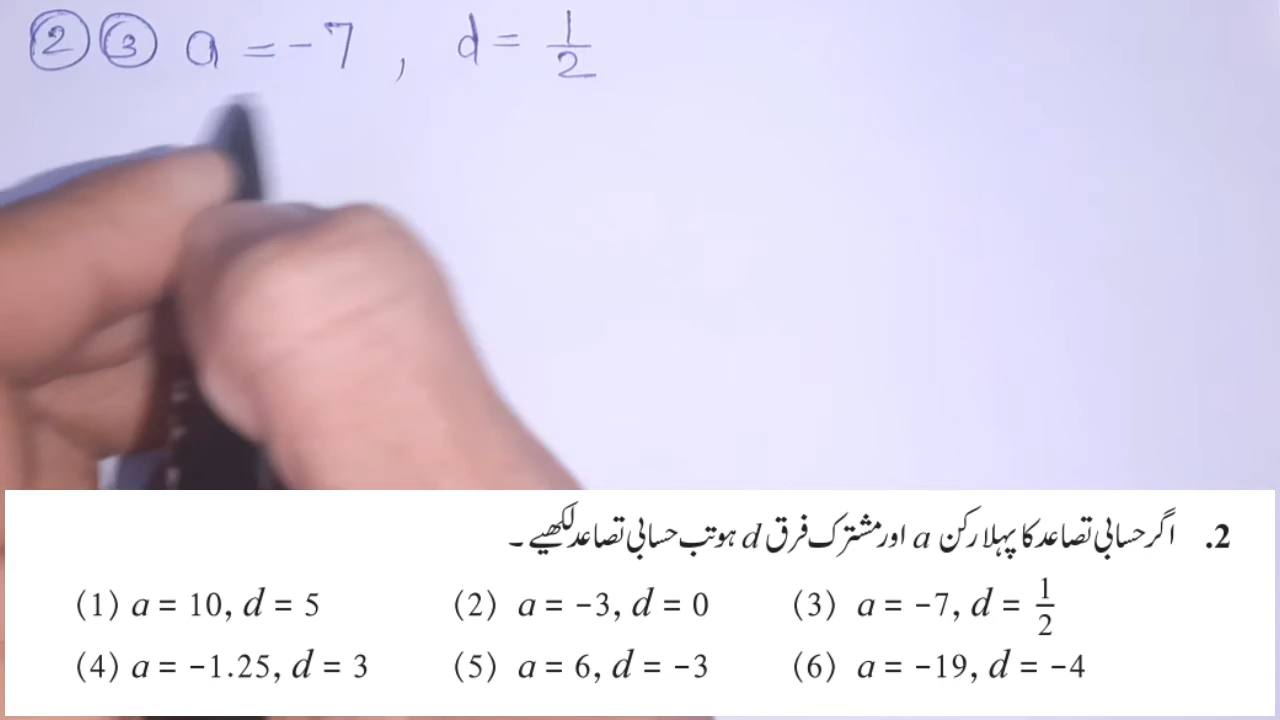 ② ③ a = -7 , d = 1/2
2. اگر حسابی تصاعد کا پہلا رکن a اور مشترک فرق d ہو تب حسابی تصاعد لکھیے ۔
(1) a = 10, d = 5 (2) a = −3, d = 0 (3) a = −7, d = 1/2
(4) a = −1.25, d = 3 (5) a = 6, d = −3 (6) a = −19, d = −4